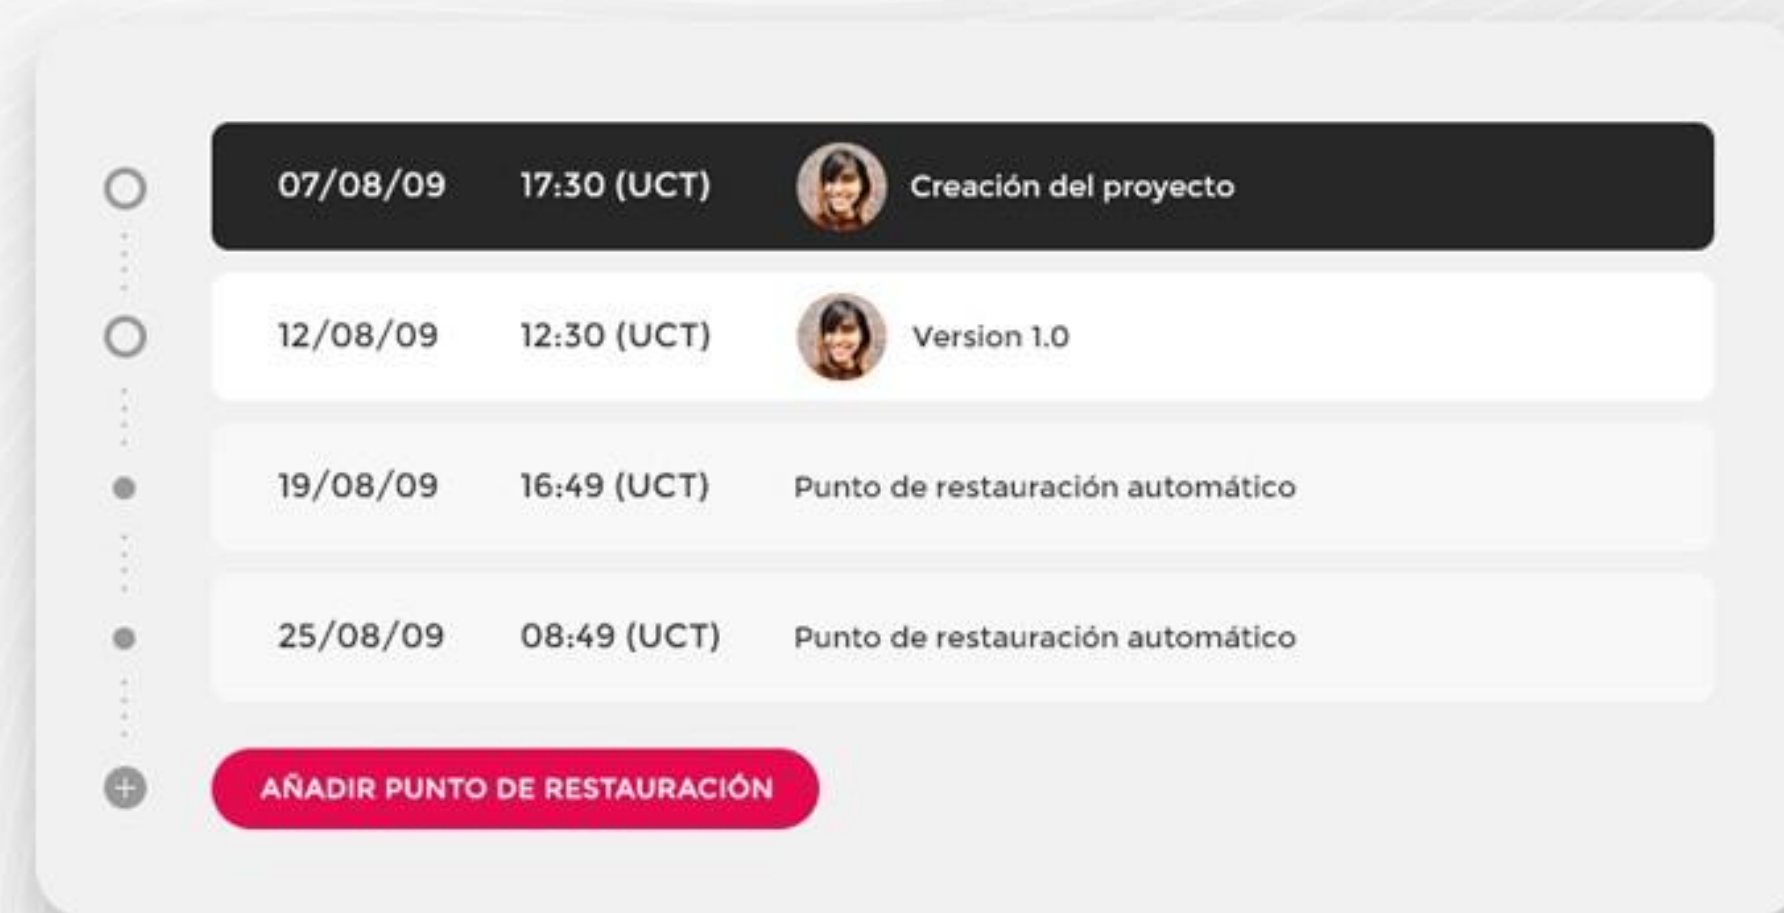 07/08/09 17:30 (UCT) Creación del proyecto
12/08/09 12:30 (UCT) Version 1.0
19/08/09 16:49 (UCT) Punto de restauración automático
25/08/09 08:49 (UCT) Punto de restauración automático
AÑADIR PUNTO DE RESTAURACIÓN